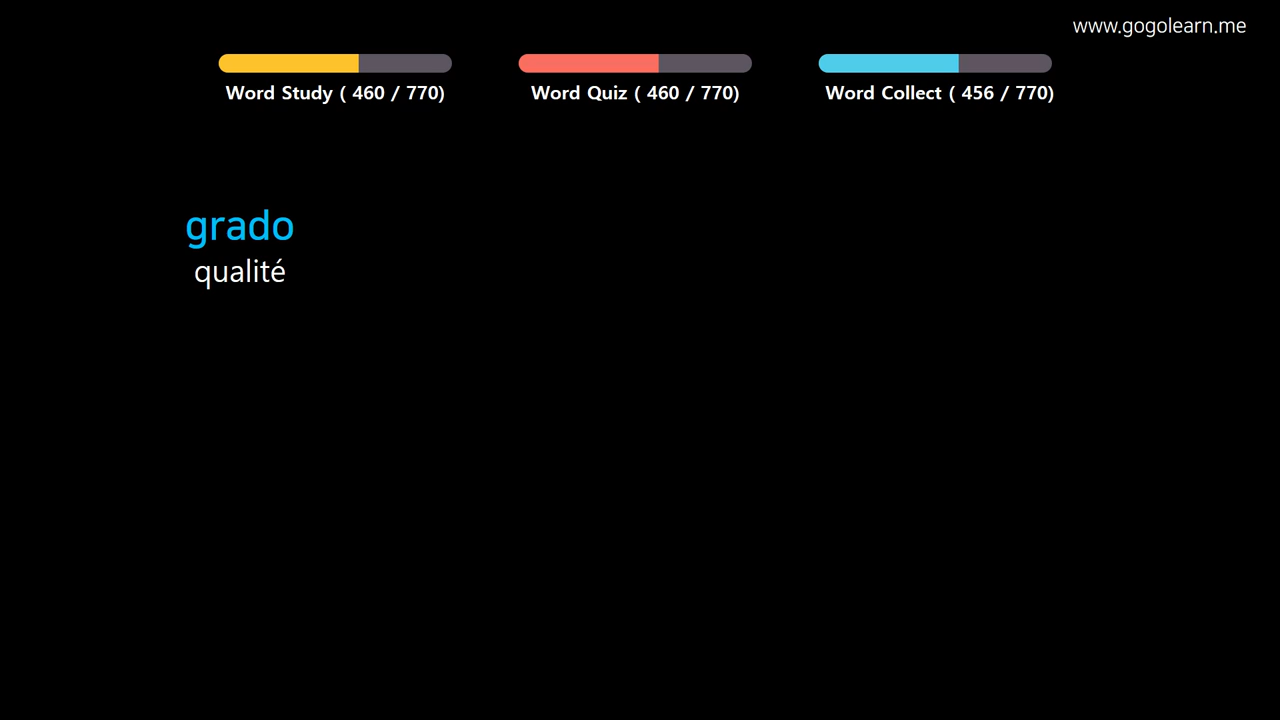 www.gogolearn.me
Word Study ( 460 / 770)
Word Quiz ( 460 / 770)
Word Collect ( 456 / 770)
grado
qualité